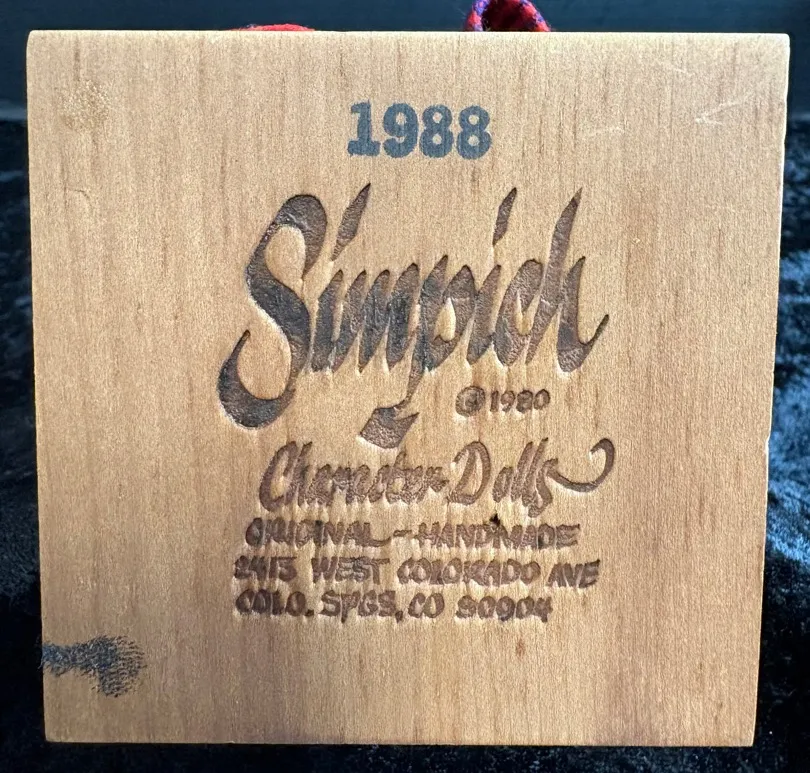 1988
Simpich
©1980
Character Dolls
ORIGINAL - HANDMADE
2413 WEST COLORADO AVE
COLO. SPGS, CO 80904